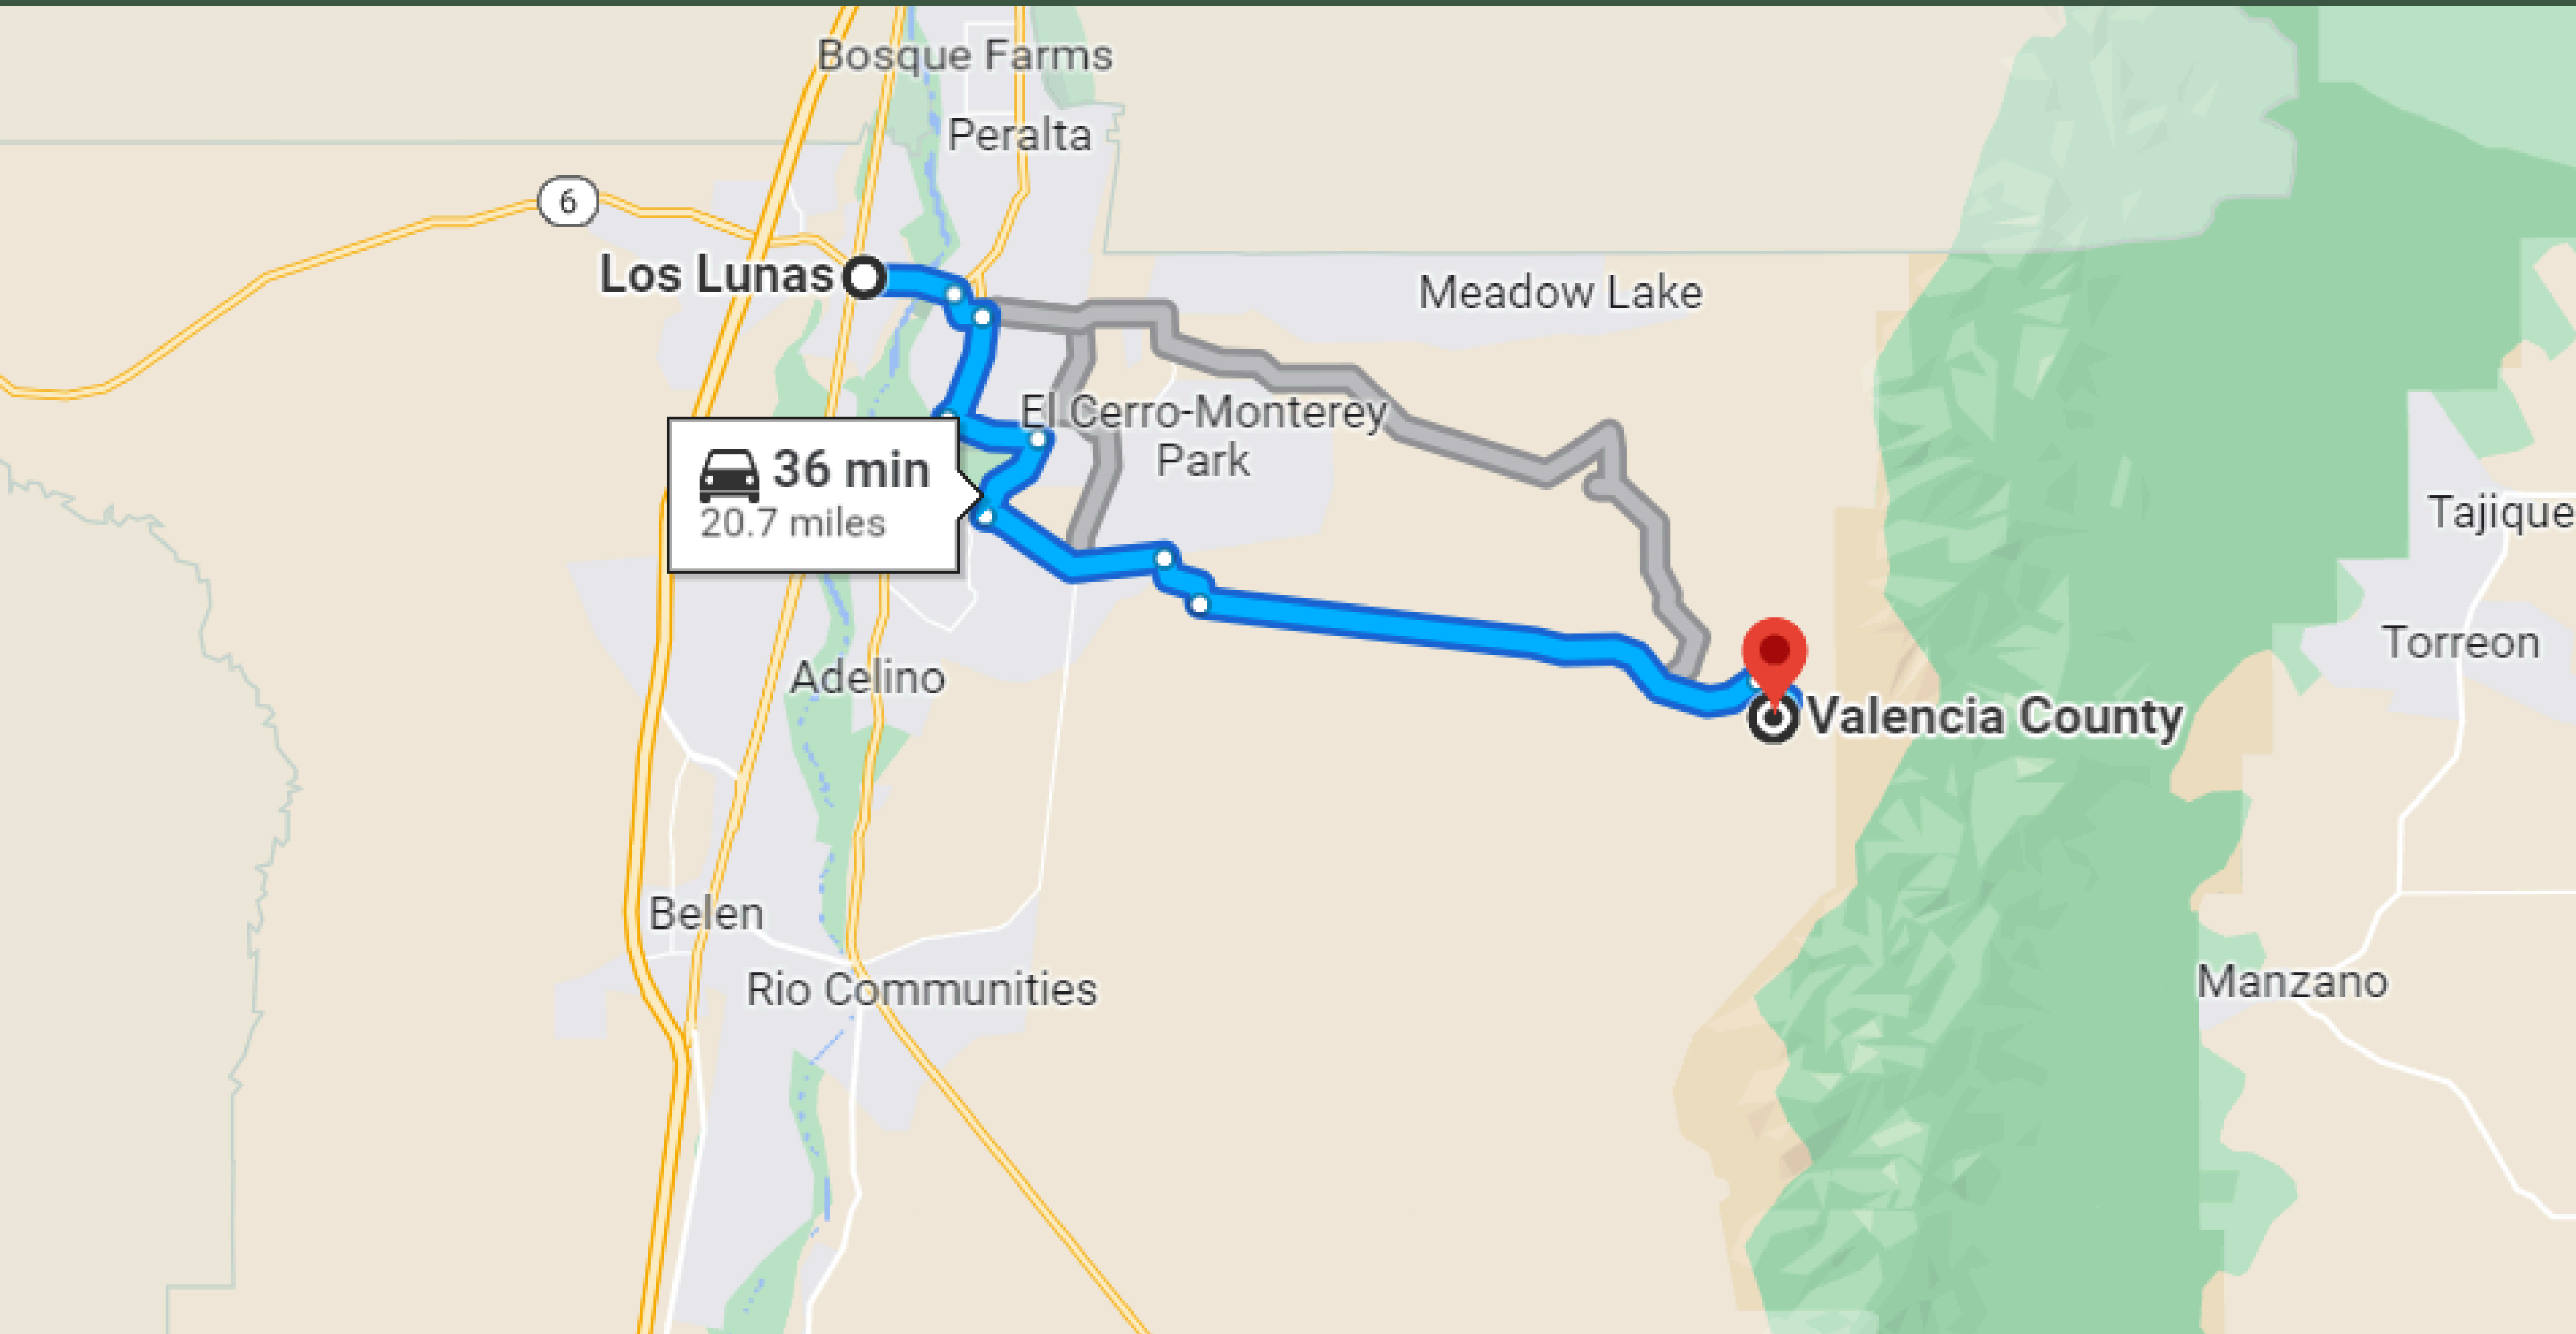 Bosque Farms
Peralta
6
Los Lunas
Meadow Lake
El Cerro-Monterey
Park
36 min
20.7 miles
Tajique
Torreon
Adelino
Valencia County
Belen
Rio Communities
Manzano